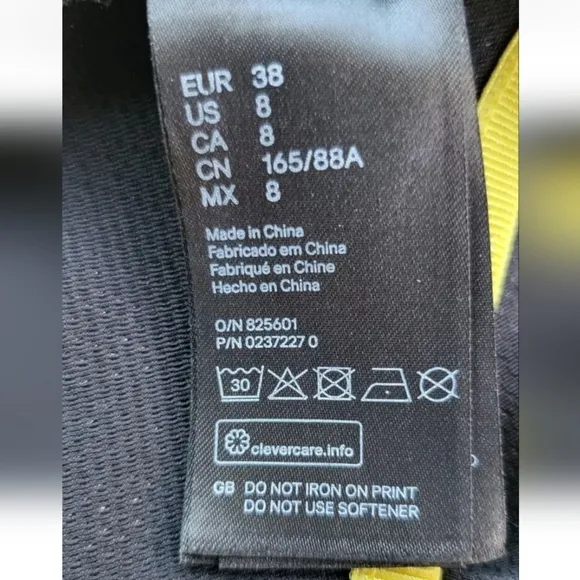 EUR 38
US 8
CA 8
CN 165/88A
MX 8
Made in China
Fabricado em China
Fabriqué en Chine
Hecho en China
O/N 825601
P/N 0237227 0
30
clevercare.info
GB DO NOT IRON ON PRINT
DO NOT USE SOFTENER